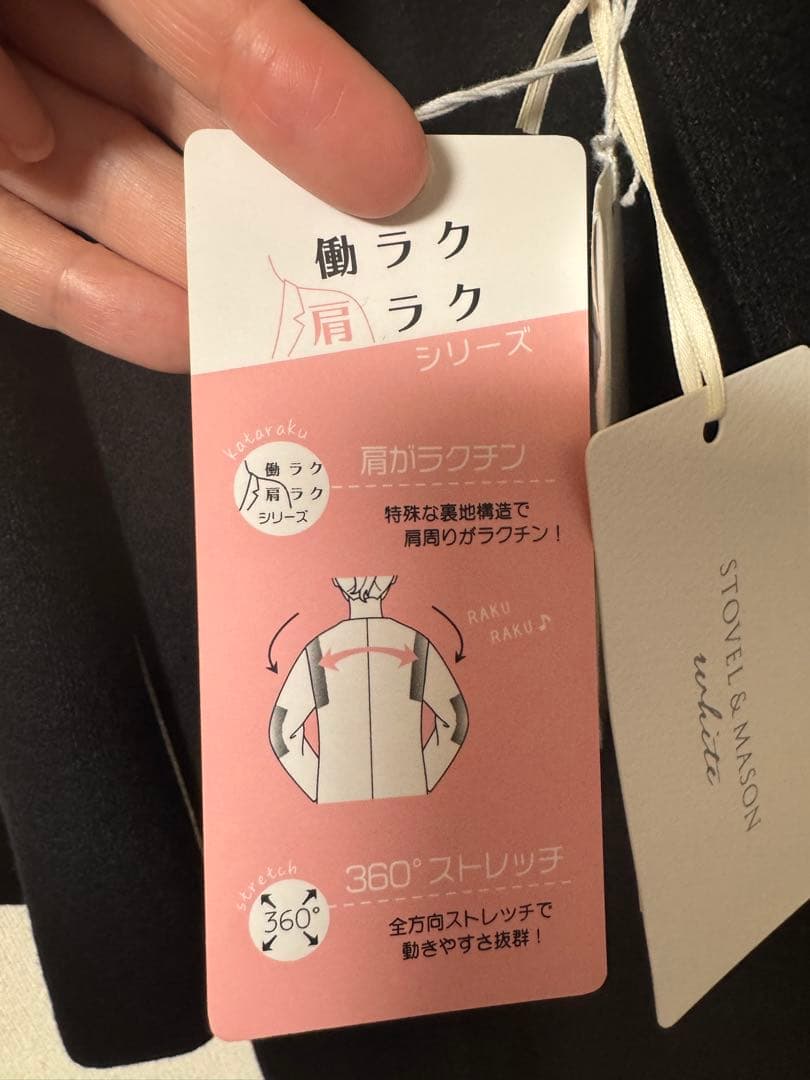 働ラク
肩ラク
シリーズ
kataraku
働ラク
肩ラク
シリーズ
肩がラクチン
特殊な裏地構造で
肩周りがラクチン！
RAKU
RAKU♪
stretch
360°
360°ストレッチ
全方向ストレッチで
動きやすさ抜群！
STOVEL & MASON
white